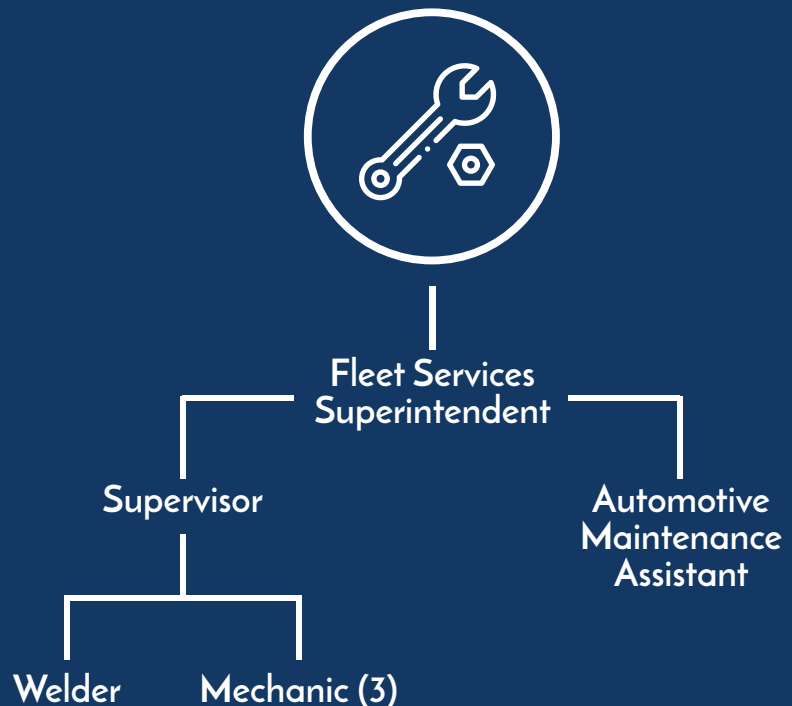 Fleet Services
Superintendent
Supervisor
Automotive
Maintenance
Assistant
Welder
Mechanic (3)